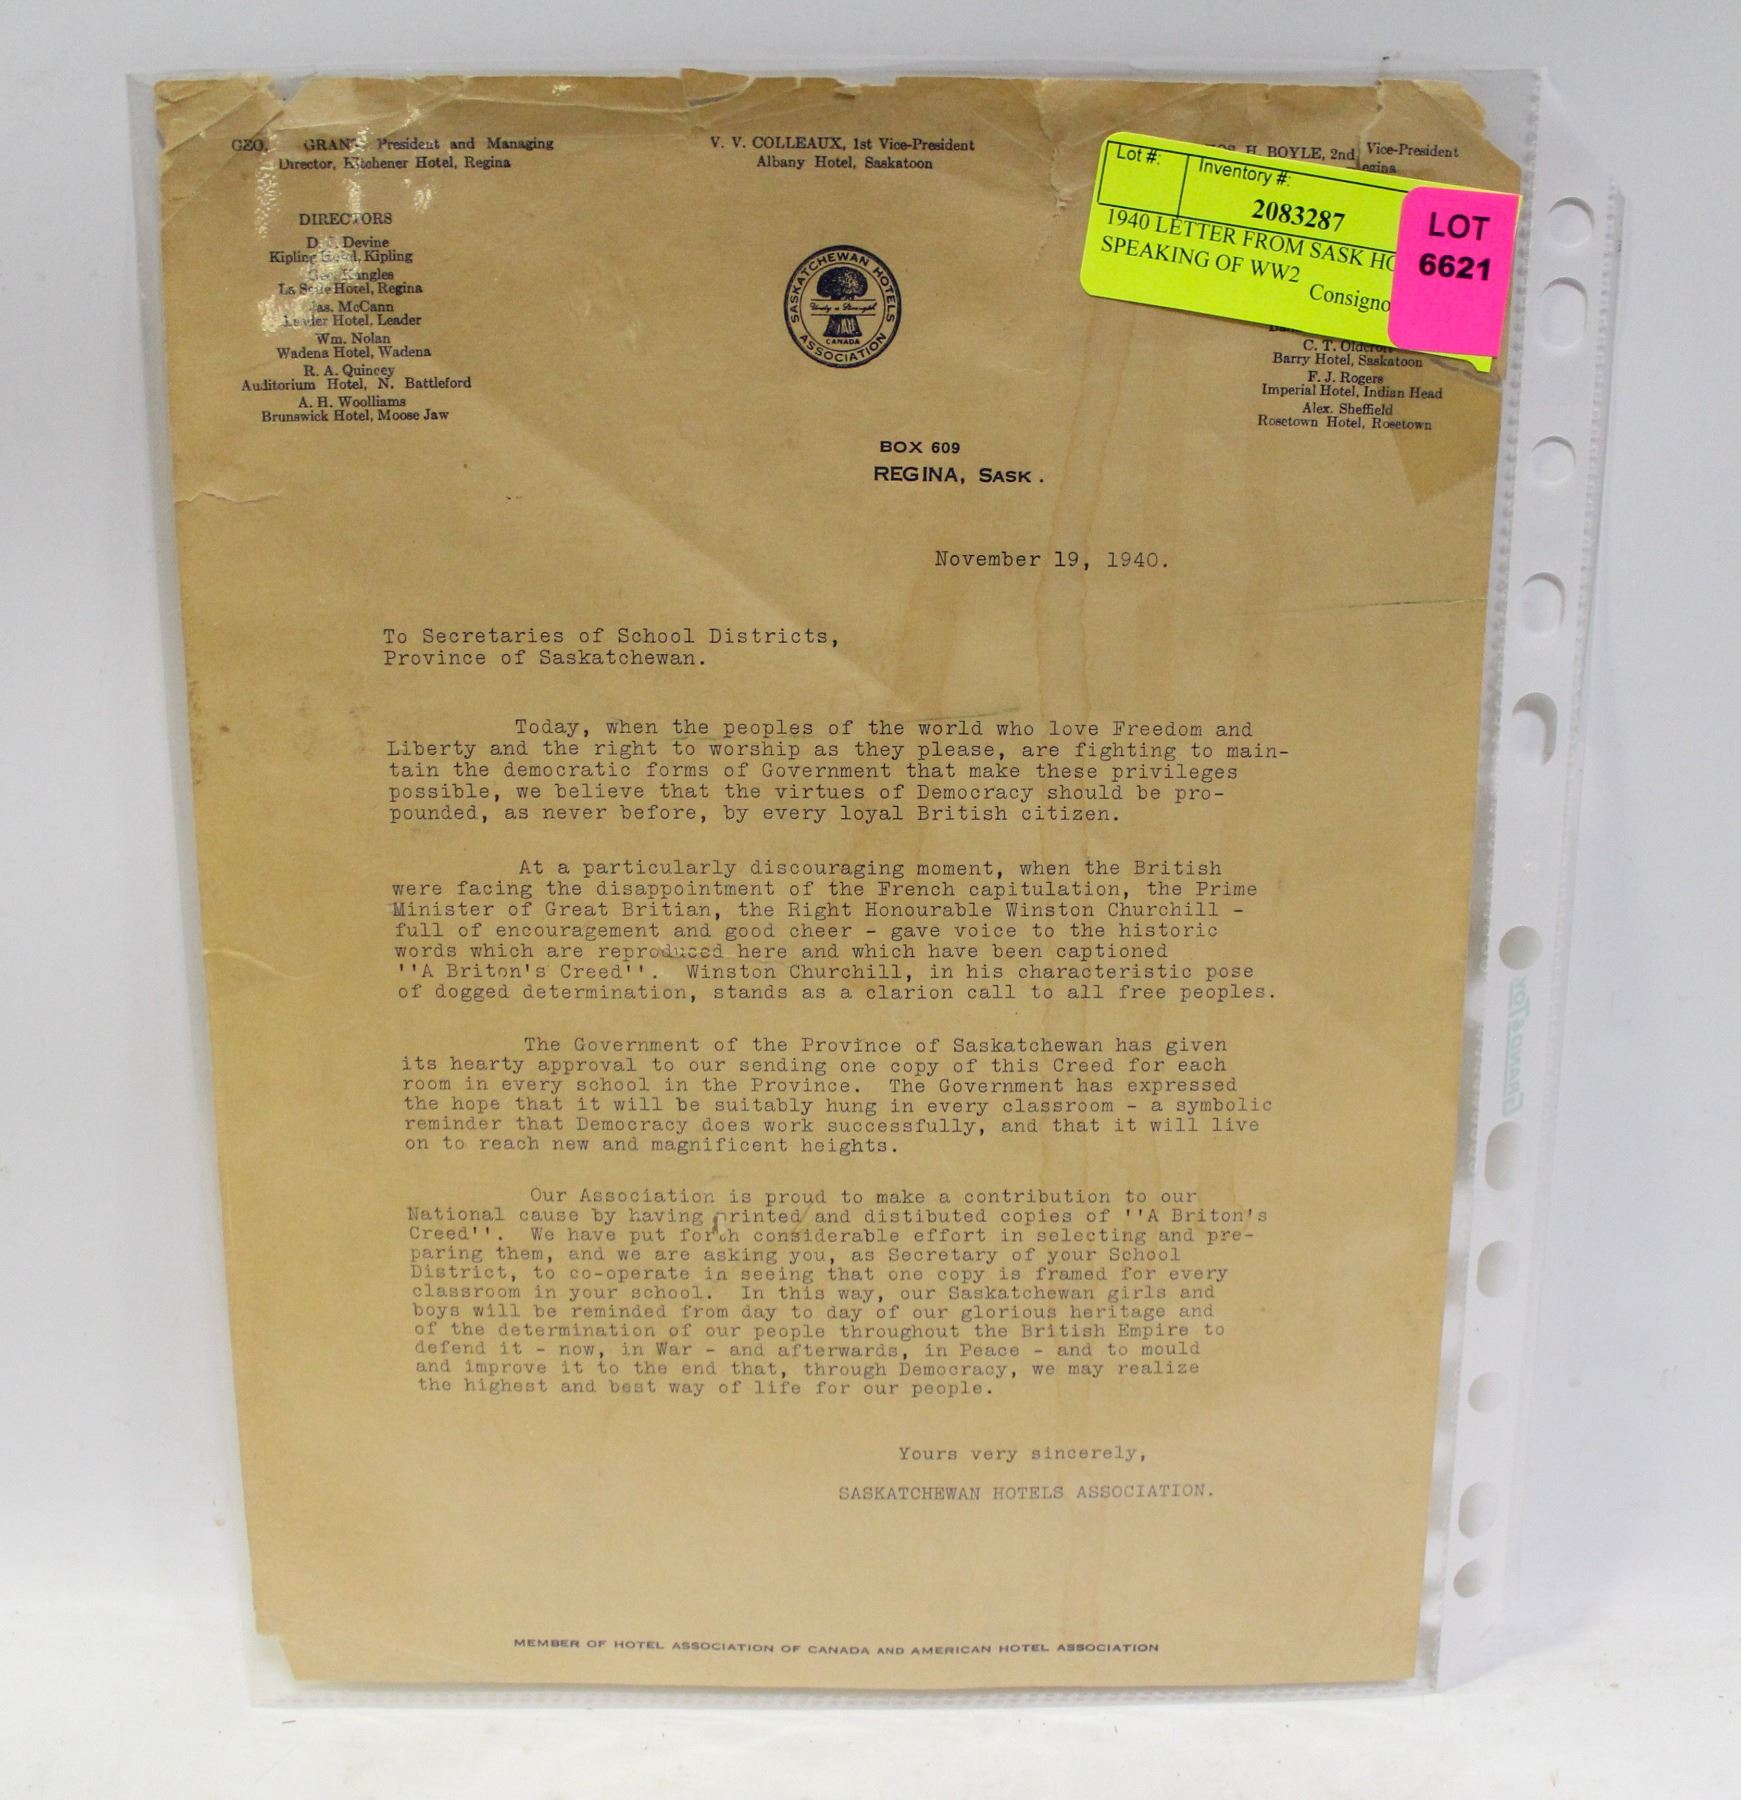 GEO. GRANT President and Managing
Director, Kitchener Hotel, Regina
V. V. COLLEAUX, 1st Vice-President
Albany Hotel, Saskatoon
H. BOYLE, 2nd Vice-President
DIRECTORS
Devine
Kipling Hotel, Kipling
Kangles
La Salle Hotel, Regina
Jas. McCann
Leader Hotel, Leader
Wm. Nolan
Wadena Hotel, Wadena
R. A. Quincey
Auditorium Hotel, N. Battleford
A. H. Woolliams
Brunswick Hotel, Moose Jaw
SASKATCHEWAN HOTELS ASSOCIATION
Unity is Strength
CANADA
Lot #:
Inventory #:
2083287
1940 LETTER FROM SASK
SPEAKING OF WW2
LOT
6621
C. T.
Barry Hotel, Saskatoon
F. J. Rogers
Imperial Hotel, Indian Head
Alex. Sheffield
Rosetown Hotel, Rosetown
BOX 609
REGINA, SASK.
November 19, 1940.
To Secretaries of School Districts,
Province of Saskatchewan.
Today, when the peoples of the world who love Freedom and
Liberty and the right to worship as they please, are fighting to main-
tain the democratic forms of Government that make these privileges
possible, we believe that the virtues of Democracy should be pro-
pounded, as never before, by every loyal British citizen.
At a particularly discouraging moment, when the British
were facing the disappointment of the French capitulation, the Prime
Minister of Great Britian, the Right Honourable Winston Churchill -
full of encouragement and good cheer - gave voice to the historic
words which are reproduced here and which have been captioned
''A Briton's Creed''. Winston Churchill, in his characteristic pose
of dogged determination, stands as a clarion call to all free peoples.
The Government of the Province of Saskatchewan has given
its hearty approval to our sending one copy of this Creed for each
room in every school in the Province. The Government has expressed
the hope that it will be suitably hung in every classroom - a symbolic
reminder that Democracy does work successfully, and that it will live
on to reach new and magnificent heights.
Our Association is proud to make a contribution to our
National cause by having printed and distibuted copies of ''A Briton's
Creed''. We have put forth considerable effort in selecting and pre-
paring them, and we are asking you, as Secretary of your School
District, to co-operate in seeing that one copy is framed for every
classroom in your school. In this way, our Saskatchewan girls and
boys will be reminded from day to day of our glorious heritage and
of the determination of our people throughout the British Empire to
defend it - now, in War - and afterwards, in Peace - and to mould
and improve it to the end that, through Democracy, we may realize
the highest and best way of life for our people.
Yours very sincerely,
SASKATCHEWAN HOTELS ASSOCIATION.
MEMBER OF HOTEL ASSOCIATION OF CANADA AND AMERICAN HOTEL ASSOCIATION